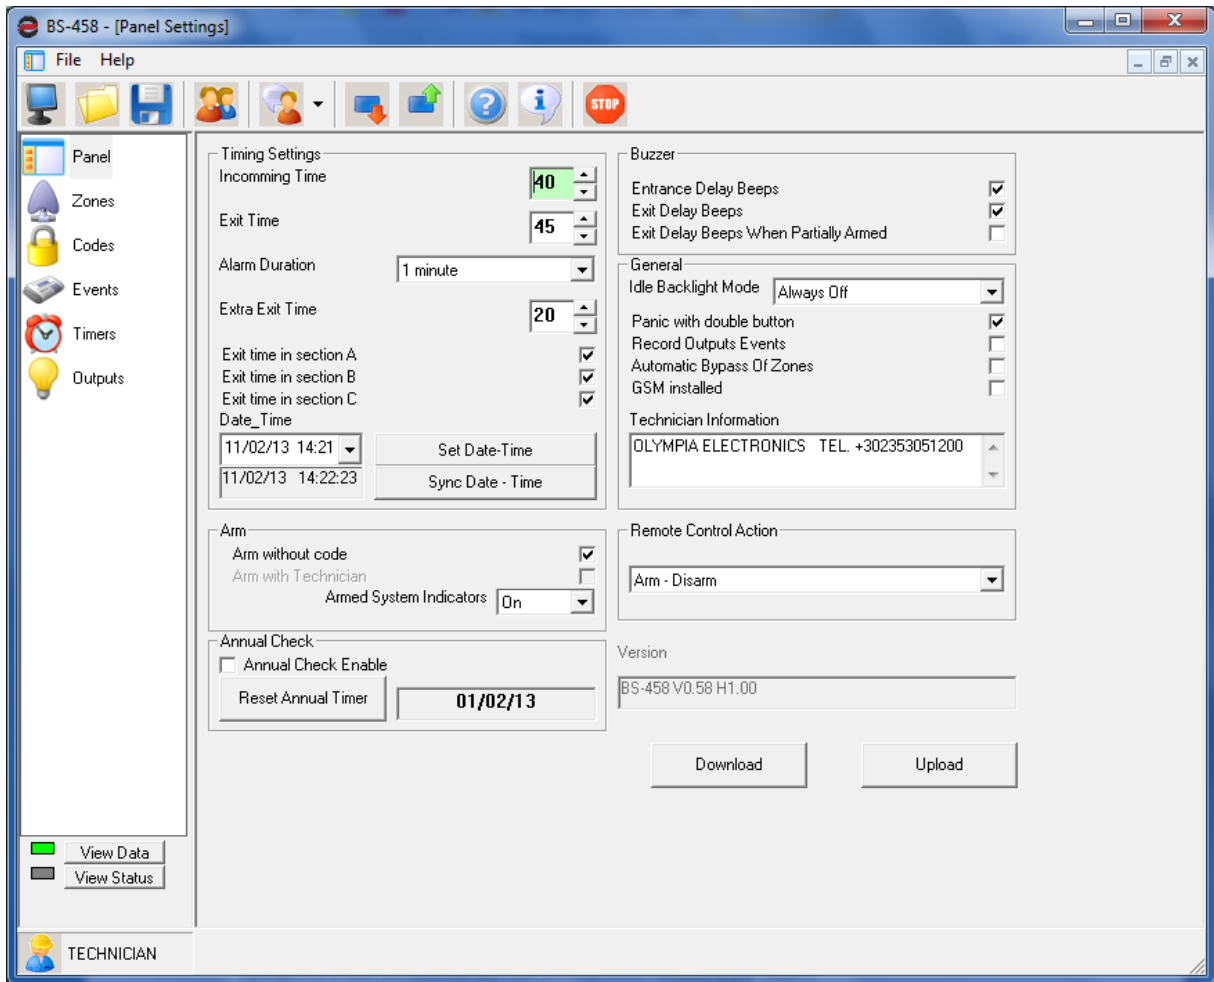 BS-458 - [Panel Settings]
File Help
STOP
Panel
Zones
Codes
Events
Timers
Outputs
View Data
View Status
TECHNICIAN
Timing Settings
Incomming Time 40
Exit Time 45
Alarm Duration 1 minute
Extra Exit Time 20
Exit time in section A
Exit time in section B
Exit time in section C
Date_Time
11/02/13 14:21 Set Date-Time
11/02/13 14:22:23 Sync Date - Time
Arm
Arm without code
Arm with Technician
Armed System Indicators On
Annual Check
Annual Check Enable
Reset Annual Timer 01/02/13
Buzzer
Entrance Delay Beeps
Exit Delay Beeps
Exit Delay Beeps When Partially Armed
General
Idle Backlight Mode Always Off
Panic with double button
Record Outputs Events
Automatic Bypass Of Zones
GSM installed
Technician Information
OLYMPIA ELECTRONICS TEL. +302353051200
Remote Control Action
Arm - Disarm
Version
BS-458 V0.58 H1.00
Download Upload